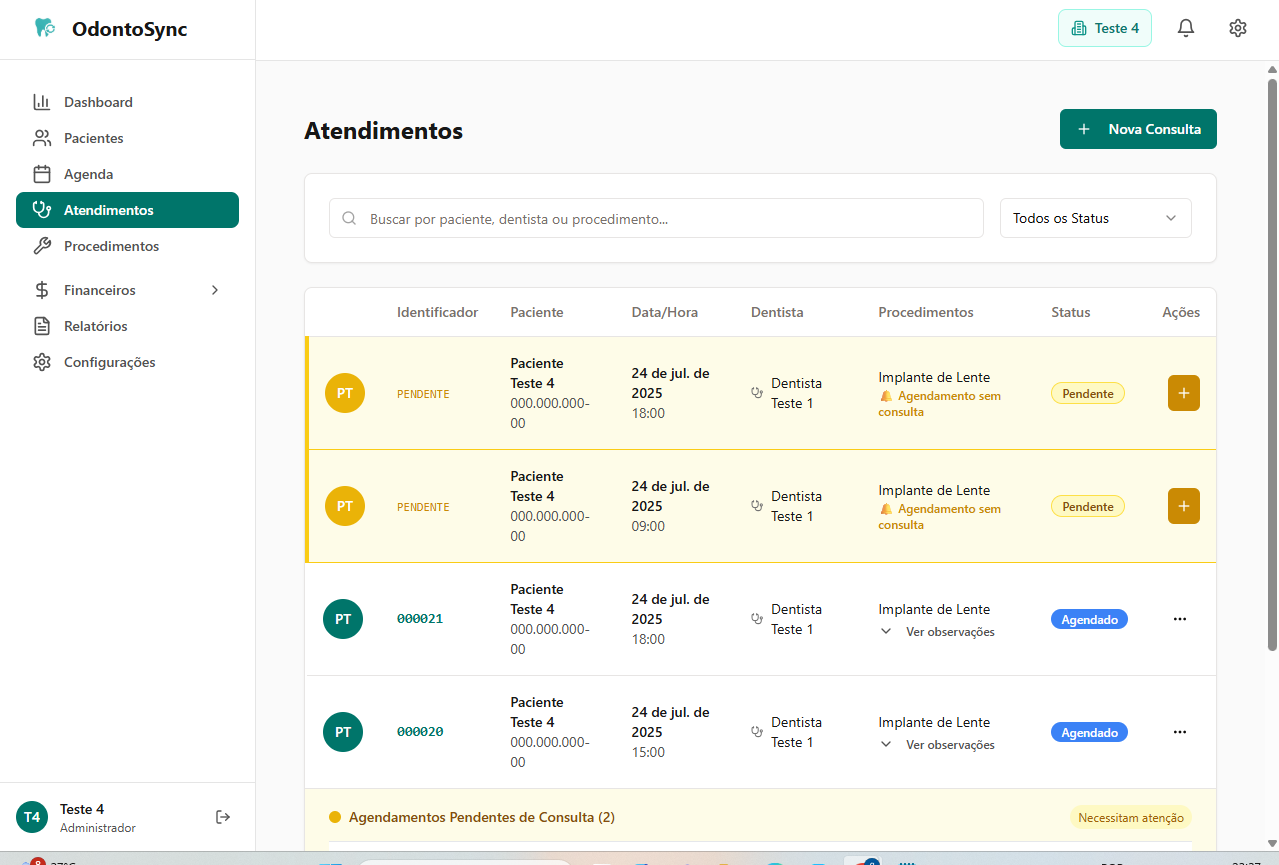 OdontoSync
Teste 4
Dashboard
Pacientes
Agenda
Atendimentos
Procedimentos
Financeiros
Relatórios
Configurações
T4
Teste 4
Administrador
Atendimentos
Nova Consulta
Buscar por paciente, dentista ou procedimento...
Todos os Status
Identificador Paciente Data/Hora Dentista Procedimentos Status Ações
PT
PENDENTE
Paciente
Teste 4
000.000.000-
00
24 de jul. de
2025
18:00
Dentista
Teste 1
Implante de Lente
Agendamento sem
consulta
Pendente
PT
PENDENTE
Paciente
Teste 4
000.000.000-
00
24 de jul. de
2025
09:00
Dentista
Teste 1
Implante de Lente
Agendamento sem
consulta
Pendente
PT
000021
Paciente
Teste 4
000.000.000-
00
24 de jul. de
2025
18:00
Dentista
Teste 1
Implante de Lente
Ver observações
Agendado
PT
000020
Paciente
Teste 4
000.000.000-
00
24 de jul. de
2025
15:00
Dentista
Teste 1
Implante de Lente
Ver observações
Agendado
Agendamentos Pendentes de Consulta (2)
Necessitam atenção